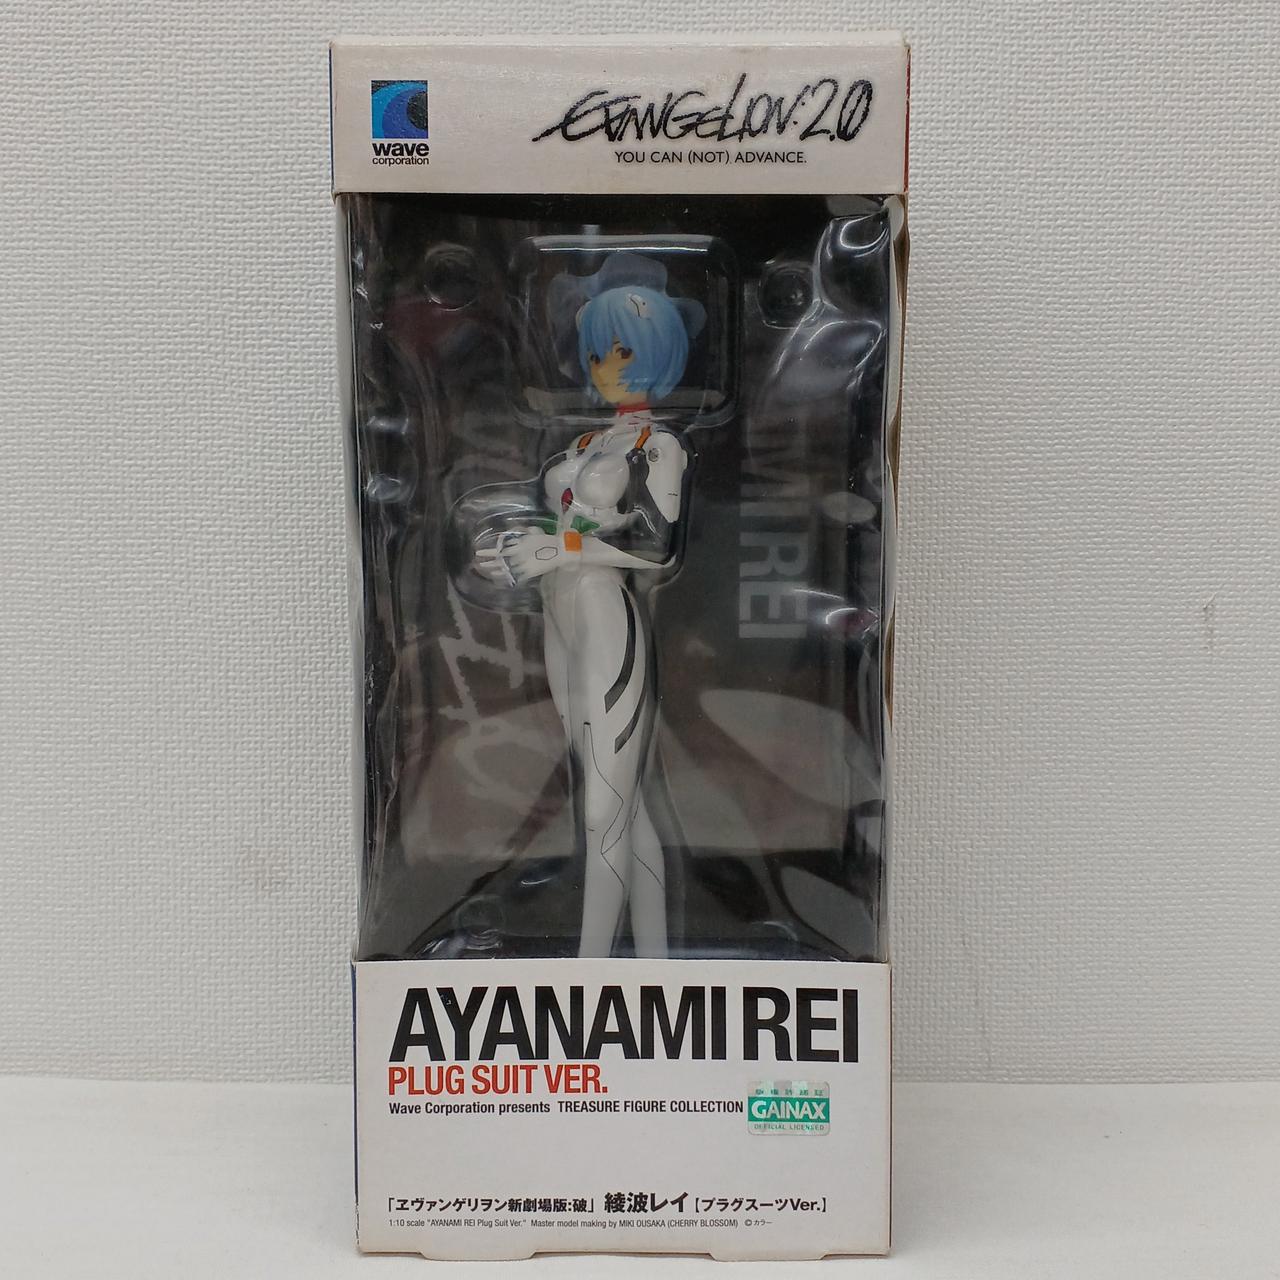 EVANGELION:2.0
YOU CAN (NOT) ADVANCE.
wave
corporation
MIREI
AYANAMI REI
PLUG SUIT VER.
Wave Corporation presents TREASURE FIGURE COLLECTION
GAINAX
OFFICIAL LICENSED
「ヱヴァンゲリヲン新劇場版:破」 綾波レイ【プラグスーツVer.】
1:10 scale "AYANAMI REI Plug Suit Ver." Master model making by MIKI OUSAKA (CHERRY BLOSSOM) ©カラー